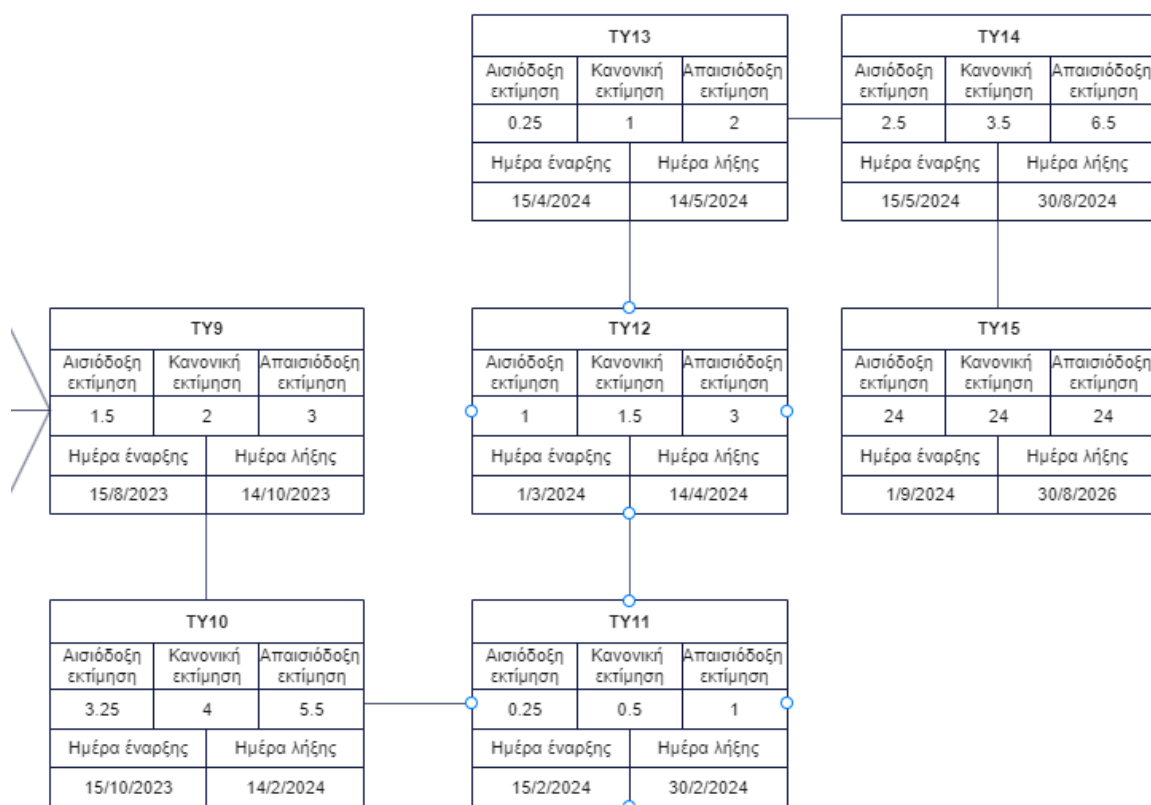 TY13
Αισιόδοξη εκτίμηση
Κανονική εκτίμηση
Απαισιόδοξη εκτίμηση
0.25
1
2
Ημέρα έναρξης
Ημέρα λήξης
15/4/2024
14/5/2024
TY14
Αισιόδοξη εκτίμηση
Κανονική εκτίμηση
Απαισιόδοξη εκτίμηση
2.5
3.5
6.5
Ημέρα έναρξης
Ημέρα λήξης
15/5/2024
30/8/2024
TY9
Αισιόδοξη εκτίμηση
Κανονική εκτίμηση
Απαισιόδοξη εκτίμηση
1.5
2
3
Ημέρα έναρξης
Ημέρα λήξης
15/8/2023
14/10/2023
TY12
Αισιόδοξη εκτίμηση
Κανονική εκτίμηση
Απαισιόδοξη εκτίμηση
1
1.5
3
Ημέρα έναρξης
Ημέρα λήξης
1/3/2024
14/4/2024
TY15
Αισιόδοξη εκτίμηση
Κανονική εκτίμηση
Απαισιόδοξη εκτίμηση
24
24
24
Ημέρα έναρξης
Ημέρα λήξης
1/9/2024
30/8/2026
TY10
Αισιόδοξη εκτίμηση
Κανονική εκτίμηση
Απαισιόδοξη εκτίμηση
3.25
4
5.5
Ημέρα έναρξης
Ημέρα λήξης
15/10/2023
14/2/2024
TY11
Αισιόδοξη εκτίμηση
Κανονική εκτίμηση
Απαισιόδοξη εκτίμηση
0.25
0.5
1
Ημέρα έναρξης
Ημέρα λήξης
15/2/2024
30/2/2024